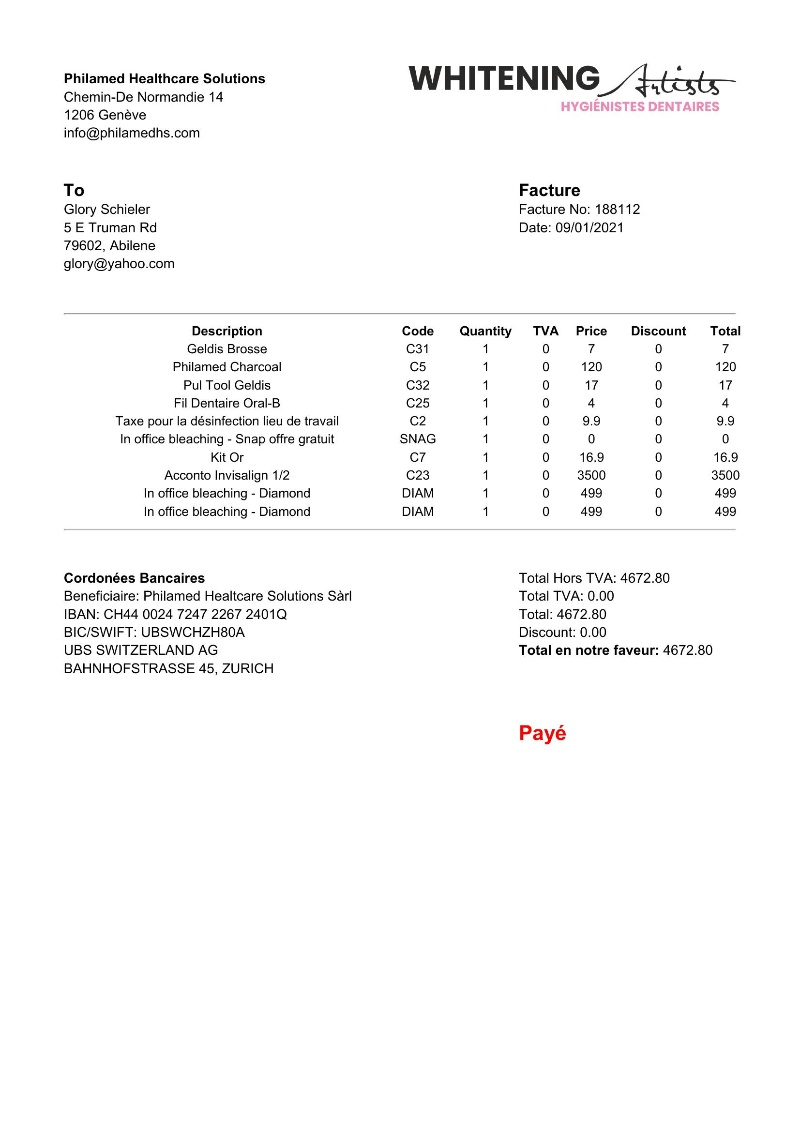 Philamed Healthcare Solutions
Chemin-De Normandie 14
1206 Genève
info@philamedhs.com
WHITENING Artists
HYGIÉNISTES DENTAIRES
To
Glory Schieler
5 E Truman Rd
79602, Abilene
glory@yahoo.com
Facture
Facture No: 188112
Date: 09/01/2021
Description Code Quantity TVA Price Discount Total
Geldis Brosse C31 1 0 7 0 7
Philamed Charcoal C5 1 0 120 0 120
Pul Tool Geldis C32 1 0 17 0 17
Fil Dentaire Oral-B C25 1 0 4 0 4
Taxe pour la désinfection lieu de travail C2 1 0 9.9 0 9.9
In office bleaching - Snap offre gratuit SNAG 1 0 0 0 0
Kit Or C7 1 0 16.9 0 16.9
Acconto Invisalign 1/2 C23 1 0 3500 0 3500
In office bleaching - Diamond DIAM 1 0 499 0 499
In office bleaching - Diamond DIAM 1 0 499 0 499
Cordonées Bancaires
Beneficiaire: Philamed Healtcare Solutions Sàrl
IBAN: CH44 0024 7247 2267 2401Q
BIC/SWIFT: UBSWCHZH80A
UBS SWITZERLAND AG
BAHNHOFSTRASSE 45, ZURICH
Total Hors TVA: 4672.80
Total TVA: 0.00
Total: 4672.80
Discount: 0.00
Total en notre faveur: 4672.80
Payé